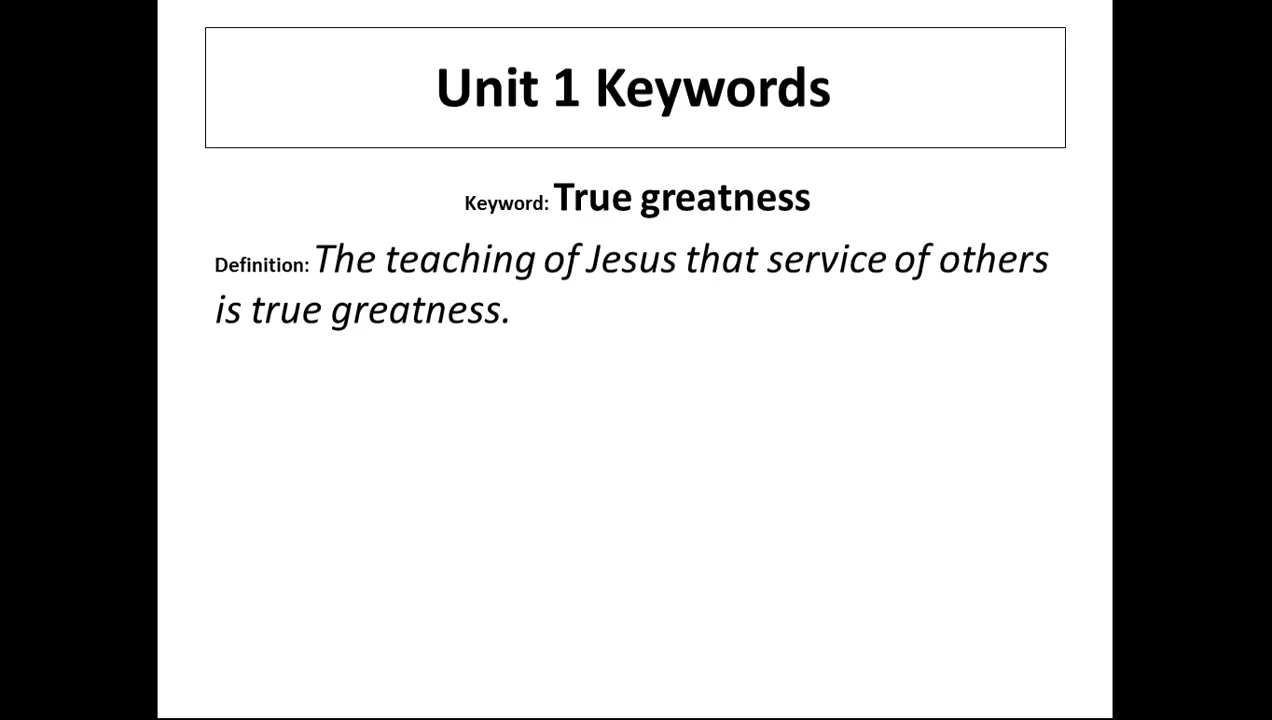 Unit 1 Keywords
Keyword: True greatness
Definition: The teaching of Jesus that service of others
is true greatness.